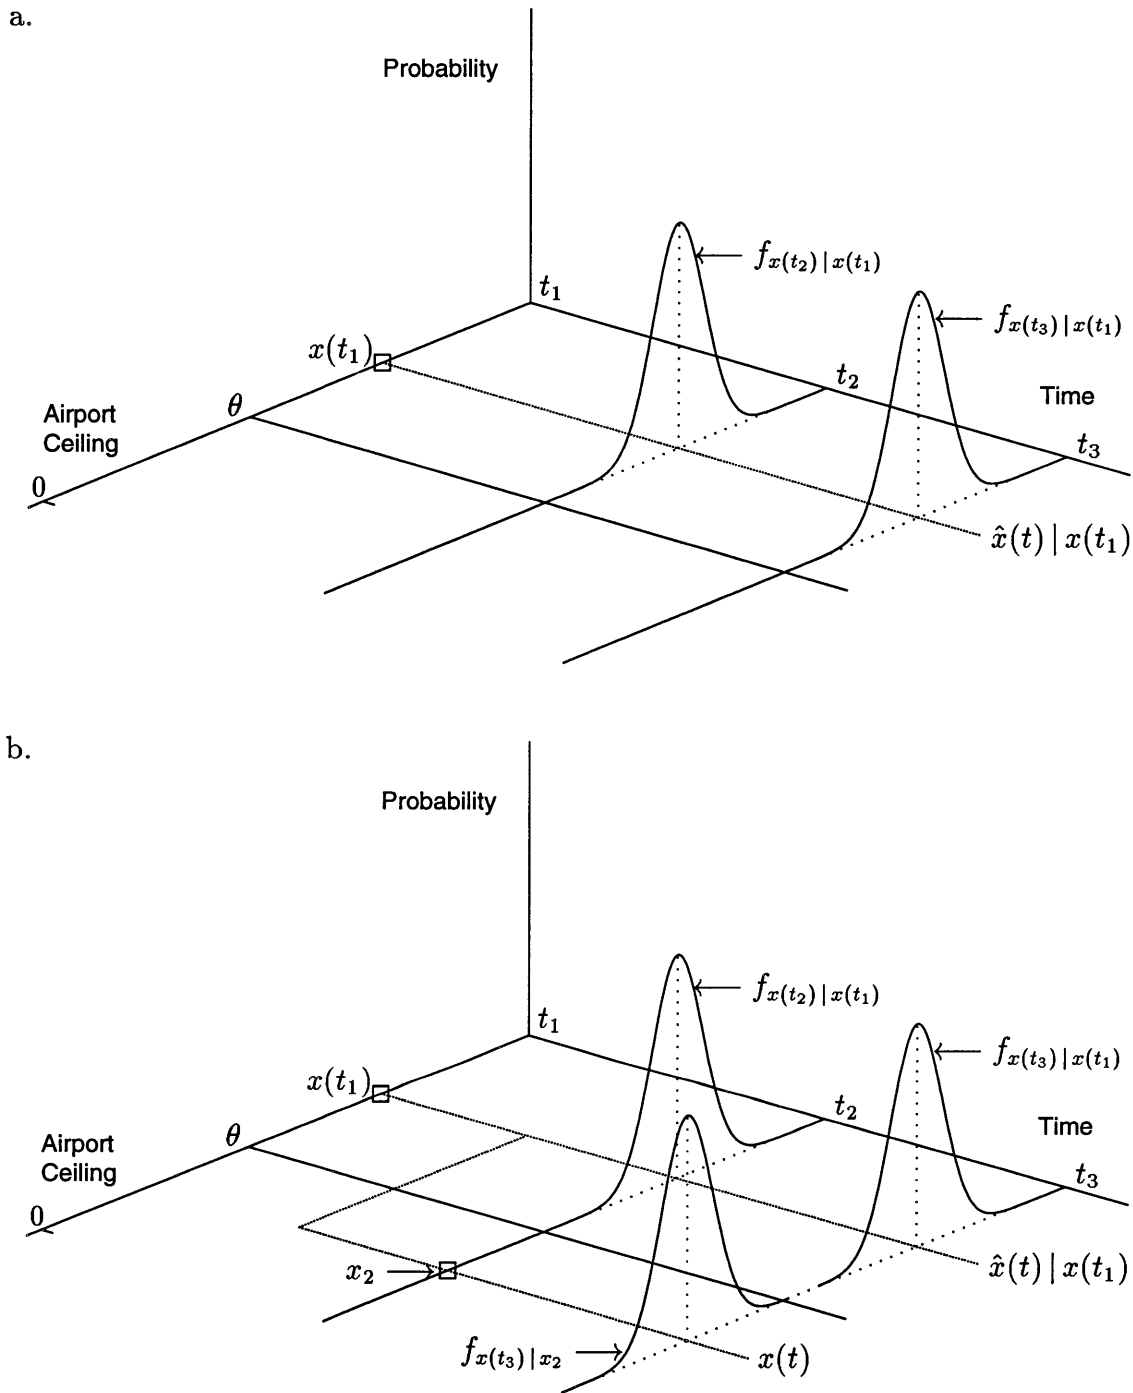 a.
Probability
f_{x(t_2) | x(t_1)}
t_1
f_{x(t_3) | x(t_1)}
x(t_1)
t_2
Time
θ
Airport
Ceiling
t_3
0
x̂(t) | x(t_1)
b.
Probability
f_{x(t_2) | x(t_1)}
t_1
f_{x(t_3) | x(t_1)}
x(t_1)
t_2
Time
θ
Airport
Ceiling
t_3
0
x_2
x̂(t) | x(t_1)
f_{x(t_3) | x_2}
x(t)